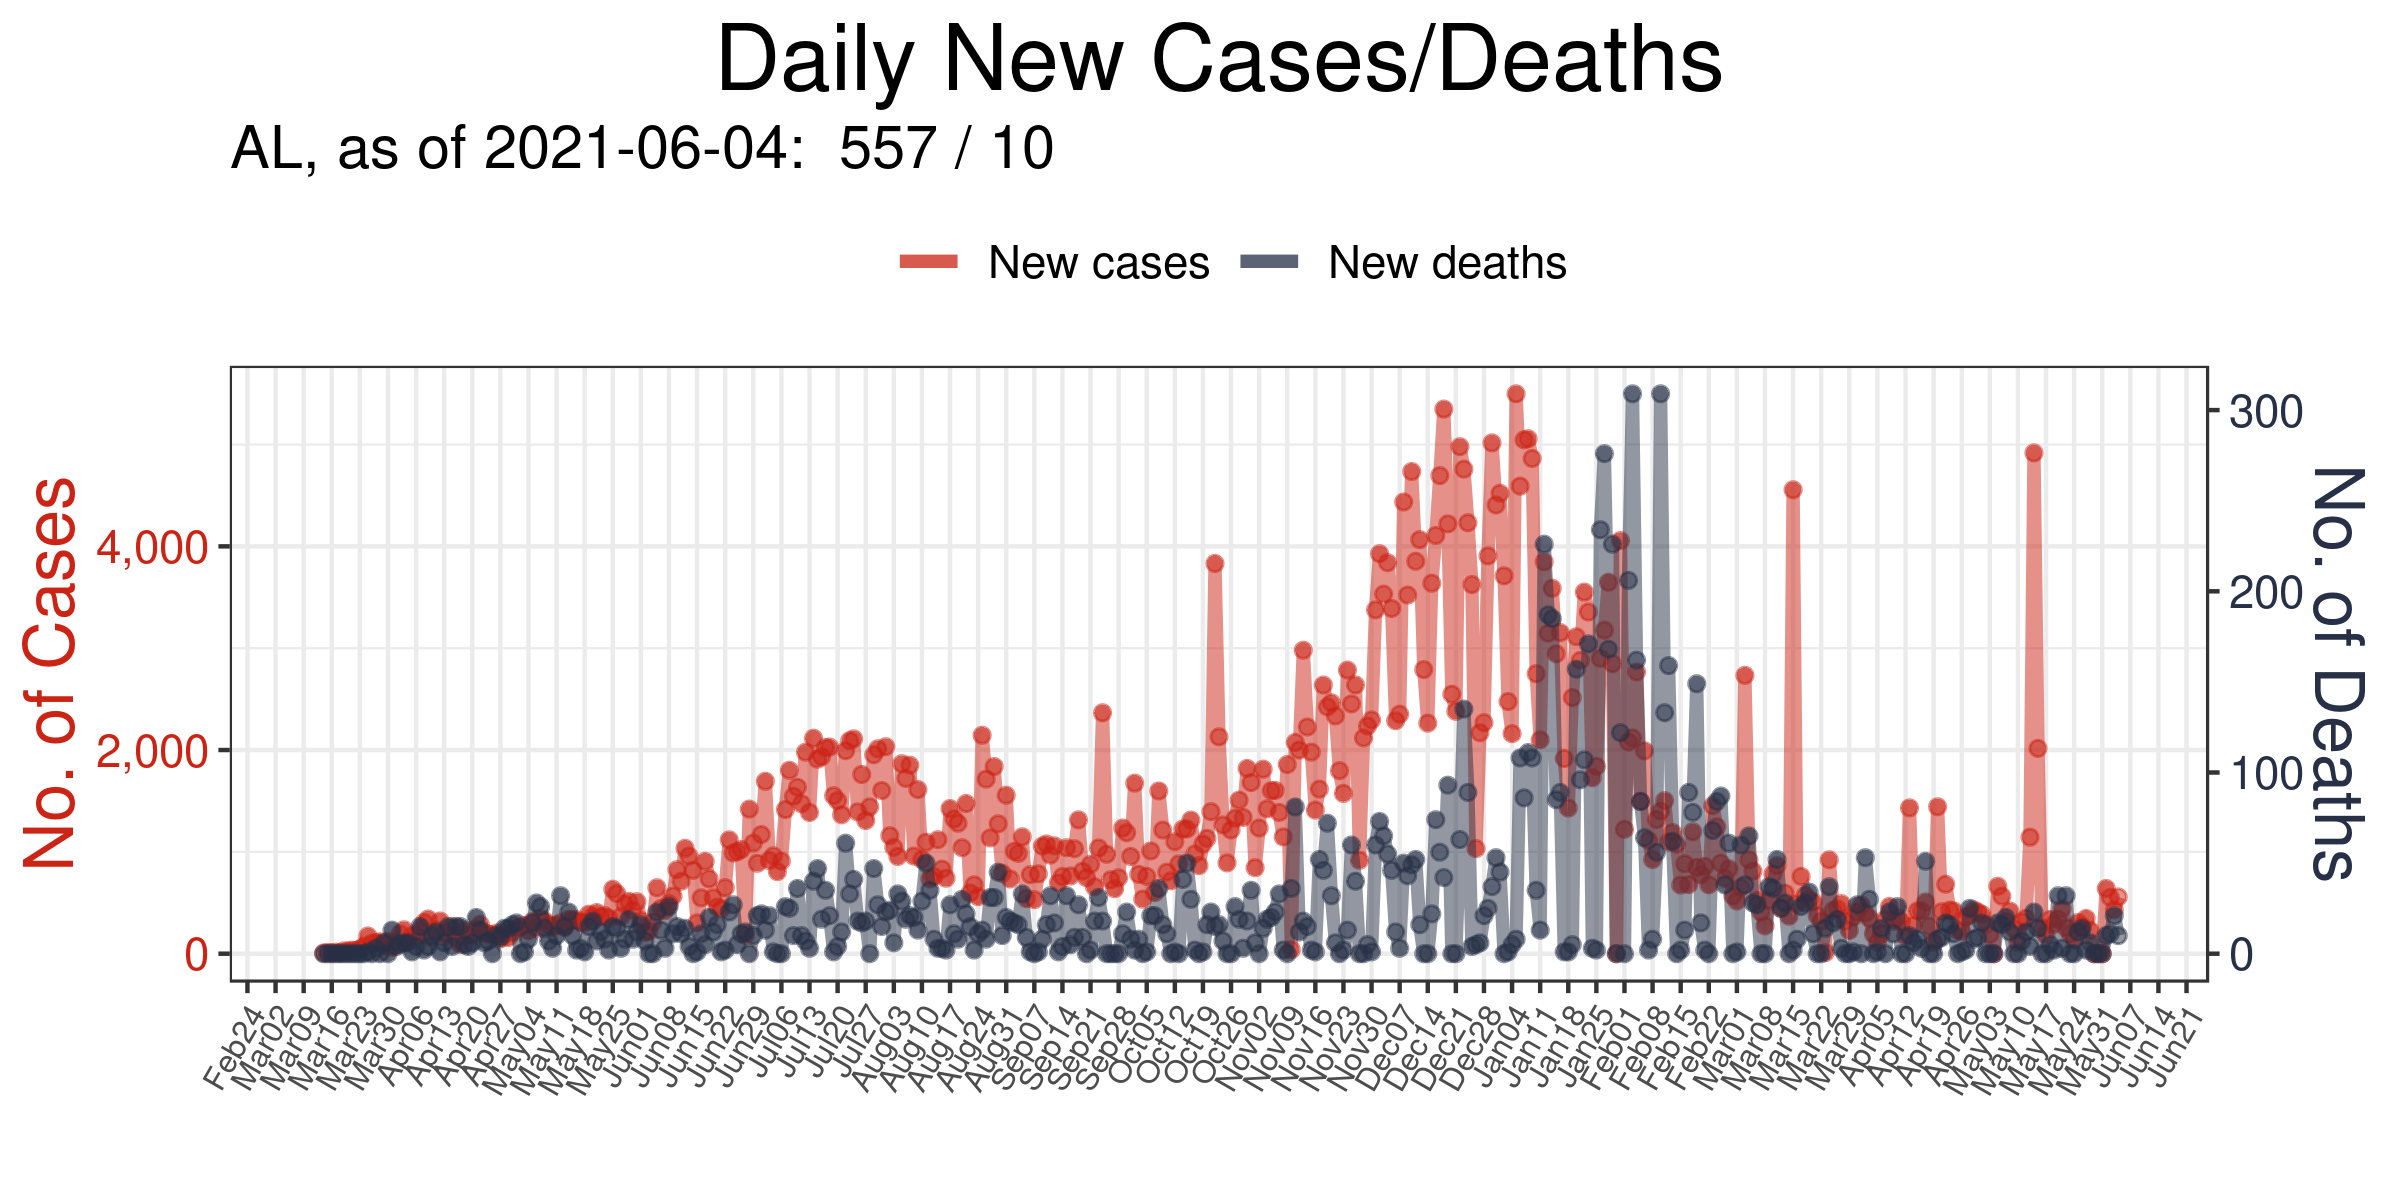 Daily New Cases/Deaths
AL, as of 2021-06-04:  557 / 10
New cases
New deaths
No. of Cases
4,000
2,000
0
300
200
100
0
No. of Deaths
Feb24
Mar02
Mar09
Mar16
Mar23
Mar30
Apr06
Apr13
Apr20
Apr27
May04
May11
May18
May25
Jun01
Jun08
Jun15
Jun22
Jun29
Jul06
Jul13
Jul20
Jul27
Aug03
Aug10
Aug17
Aug24
Aug31
Sep07
Sep14
Sep21
Sep28
Oct05
Oct12
Oct19
Oct26
Nov02
Nov09
Nov16
Nov23
Nov30
Dec07
Dec14
Dec21
Dec28
Jan04
Jan11
Jan18
Jan25
Feb01
Feb08
Feb15
Feb22
Mar01
Mar08
Mar15
Mar22
Mar29
Apr05
Apr12
Apr19
Apr26
May03
May10
May17
May24
May31
Jun07
Jun14
Jun21